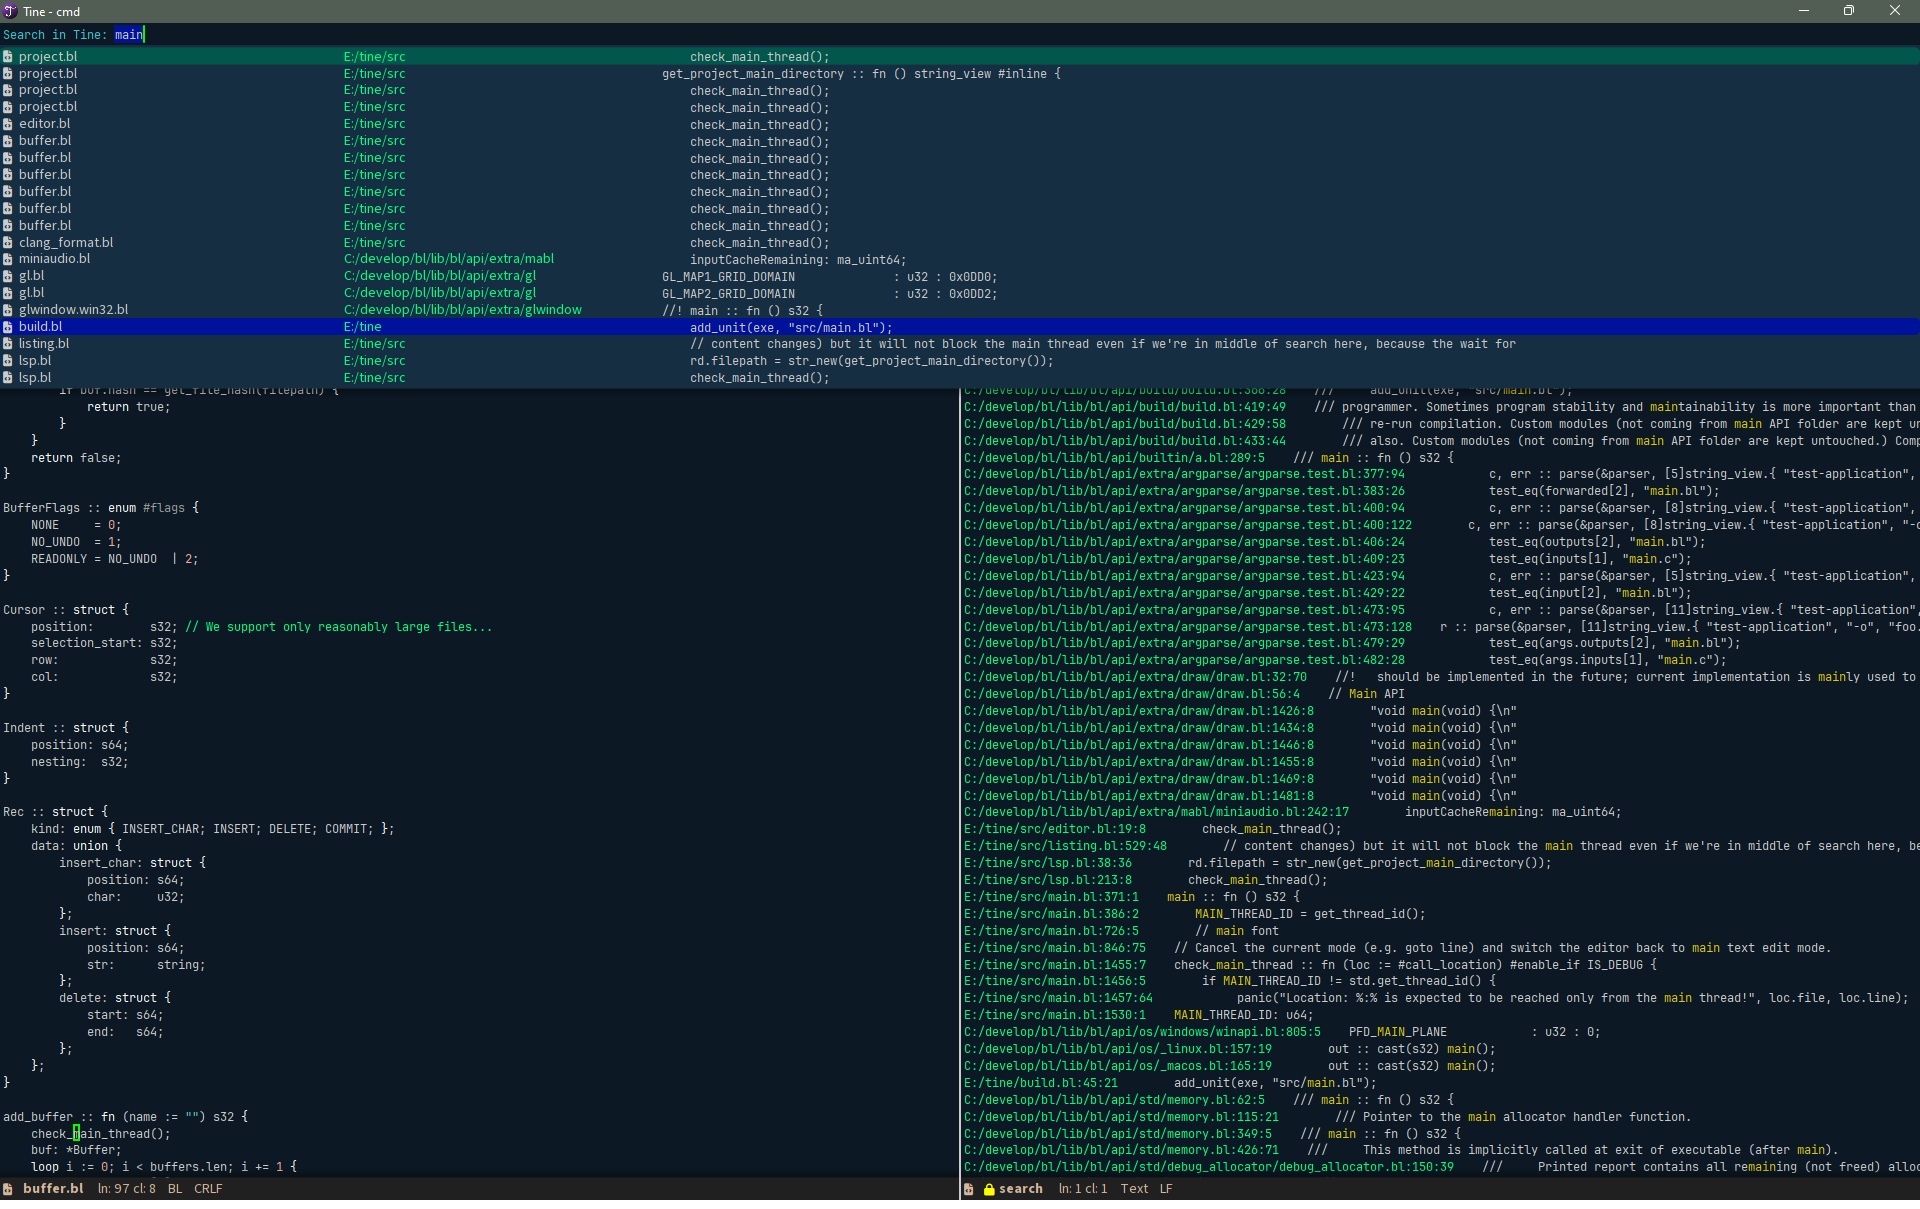 Tine - cmd
Search in Tine: main
project.bl E:/tine/src check_main_thread();
project.bl E:/tine/src get_project_main_directory :: fn () string_view #inline {
project.bl E:/tine/src check_main_thread();
project.bl E:/tine/src check_main_thread();
editor.bl E:/tine/src check_main_thread();
buffer.bl E:/tine/src check_main_thread();
buffer.bl E:/tine/src check_main_thread();
buffer.bl E:/tine/src check_main_thread();
buffer.bl E:/tine/src check_main_thread();
buffer.bl E:/tine/src check_main_thread();
buffer.bl E:/tine/src check_main_thread();
clang_format.bl E:/tine/src check_main_thread();
miniaudio.bl C:/develop/bl/lib/bl/api/extra/mabl inputCacheRemaining: ma_uint64;
gl.bl C:/develop/bl/lib/bl/api/extra/gl GL_MAP1_GRID_DOMAIN : u32 : 0x0DD0;
gl.bl C:/develop/bl/lib/bl/api/extra/gl GL_MAP2_GRID_DOMAIN : u32 : 0x0DD2;
glwindow.win32.bl C:/develop/bl/lib/bl/api/extra/glwindow //! main :: fn () s32 {
build.bl E:/tine add_unit(exe, "src/main.bl");
listing.bl E:/tine/src // content changes) but it will not block the main thread even if we're in middle of search here, because the wait for
lsp.bl E:/tine/src rd.filepath = str_new(get_project_main_directory());
lsp.bl E:/tine/src check_main_thread();
if buf.hash == get_file_hash(filepath) {
return true;
}
}
return false;
}
BufferFlags :: enum #flags {
NONE = 0;
NO_UNDO = 1;
READONLY = NO_UNDO | 2;
}
Cursor :: struct {
position: s32; // We support only reasonably large files...
selection_start: s32;
row: s32;
col: s32;
}
Indent :: struct {
position: s64;
nesting: s32;
}
Rec :: struct {
kind: enum { INSERT_CHAR; INSERT; DELETE; COMMIT; };
data: union {
insert_char: struct {
position: s64;
char: u32;
};
insert: struct {
position: s64;
str: string;
};
delete: struct {
start: s64;
end: s64;
};
};
}
add_buffer :: fn (name := "") s32 {
check_main_thread();
buf: *Buffer;
loop i := 0; i < buffers.len; i += 1 {
buffer.bl ln: 97 cl: 8 BL CRLF
C:/develop/bl/lib/bl/api/build/build.bl:386:28 /// add_unit(exe, "src/main.bl");
C:/develop/bl/lib/bl/api/build/build.bl:419:49 /// programmer. Sometimes program stability and maintainability is more important than
C:/develop/bl/lib/bl/api/build/build.bl:429:58 /// re-run compilation. Custom modules (not coming from main API folder are kept un
C:/develop/bl/lib/bl/api/build/build.bl:433:44 /// also. Custom modules (not coming from main API folder are kept untouched.) Comp
C:/develop/bl/lib/bl/api/builtin/a.bl:289:5 /// main :: fn () s32 {
C:/develop/bl/lib/bl/api/extra/argparse/argparse.test.bl:377:94 c, err :: parse(&parser, [5]string_view.{ "test-application",
C:/develop/bl/lib/bl/api/extra/argparse/argparse.test.bl:383:26 test_eq(forwarded[2], "main.bl");
C:/develop/bl/lib/bl/api/extra/argparse/argparse.test.bl:400:94 c, err :: parse(&parser, [8]string_view.{ "test-application",
C:/develop/bl/lib/bl/api/extra/argparse/argparse.test.bl:400:122 c, err :: parse(&parser, [8]string_view.{ "test-application", "-o
C:/develop/bl/lib/bl/api/extra/argparse/argparse.test.bl:406:24 test_eq(outputs[2], "main.bl");
C:/develop/bl/lib/bl/api/extra/argparse/argparse.test.bl:409:23 test_eq(inputs[1], "main.c");
C:/develop/bl/lib/bl/api/extra/argparse/argparse.test.bl:423:94 c, err :: parse(&parser, [5]string_view.{ "test-application",
C:/develop/bl/lib/bl/api/extra/argparse/argparse.test.bl:429:22 test_eq(input[2], "main.bl");
C:/develop/bl/lib/bl/api/extra/argparse/argparse.test.bl:473:95 c, err :: parse(&parser, [11]string_view.{ "test-application",
C:/develop/bl/lib/bl/api/extra/argparse/argparse.test.bl:473:128 r :: parse(&parser, [11]string_view.{ "test-application", "-o", "foo.
C:/develop/bl/lib/bl/api/extra/argparse/argparse.test.bl:479:29 test_eq(args.outputs[2], "main.bl");
C:/develop/bl/lib/bl/api/extra/argparse/argparse.test.bl:482:28 test_eq(args.inputs[1], "main.c");
C:/develop/bl/lib/bl/api/extra/draw/draw.bl:32:70 //! should be implemented in the future; current implementation is mainly used to
C:/develop/bl/lib/bl/api/extra/draw/draw.bl:56:4 // Main API
C:/develop/bl/lib/bl/api/extra/draw/draw.bl:1426:8 "void main(void) {\n"
C:/develop/bl/lib/bl/api/extra/draw/draw.bl:1434:8 "void main(void) {\n"
C:/develop/bl/lib/bl/api/extra/draw/draw.bl:1446:8 "void main(void) {\n"
C:/develop/bl/lib/bl/api/extra/draw/draw.bl:1455:8 "void main(void) {\n"
C:/develop/bl/lib/bl/api/extra/draw/draw.bl:1469:8 "void main(void) {\n"
C:/develop/bl/lib/bl/api/extra/draw/draw.bl:1481:8 "void main(void) {\n"
C:/develop/bl/lib/bl/api/extra/mabl/miniaudio.bl:242:17 inputCacheRemaining: ma_uint64;
E:/tine/src/editor.bl:19:8 check_main_thread();
E:/tine/src/listing.bl:529:48 // content changes) but it will not block the main thread even if we're in middle of search here, be
E:/tine/src/lsp.bl:38:36 rd.filepath = str_new(get_project_main_directory());
E:/tine/src/lsp.bl:213:8 check_main_thread();
E:/tine/src/main.bl:371:1 main :: fn () s32 {
E:/tine/src/main.bl:386:2 MAIN_THREAD_ID = get_thread_id();
E:/tine/src/main.bl:726:5 // main font
E:/tine/src/main.bl:846:75 // Cancel the current mode (e.g. goto line) and switch the editor back to main text edit mode.
E:/tine/src/main.bl:1455:7 check_main_thread :: fn (loc := #call_location) #enable_if IS_DEBUG {
E:/tine/src/main.bl:1456:5 if MAIN_THREAD_ID != std.get_thread_id() {
E:/tine/src/main.bl:1457:64 panic("Location: %:% is expected to be reached only from the main thread!", loc.file, loc.line);
E:/tine/src/main.bl:1530:1 MAIN_THREAD_ID: u64;
C:/develop/bl/lib/bl/api/os/windows/winapi.bl:805:5 PFD_MAIN_PLANE : u32 : 0;
C:/develop/bl/lib/bl/api/os/_linux.bl:157:19 out :: cast(s32) main();
C:/develop/bl/lib/bl/api/os/_macos.bl:165:19 out :: cast(s32) main();
E:/tine/build.bl:45:21 add_unit(exe, "src/main.bl");
C:/develop/bl/lib/bl/api/std/memory.bl:62:5 /// main :: fn () s32 {
C:/develop/bl/lib/bl/api/std/memory.bl:115:21 /// Pointer to the main allocator handler function.
C:/develop/bl/lib/bl/api/std/memory.bl:349:5 /// main :: fn () s32 {
C:/develop/bl/lib/bl/api/std/memory.bl:426:71 /// This method is implicitly called at exit of executable (after main).
C:/develop/bl/lib/bl/api/std/debug_allocator/debug_allocator.bl:150:39 /// Printed report contains all remaining (not freed) alloc
search ln: 1 cl: 1 Text LF